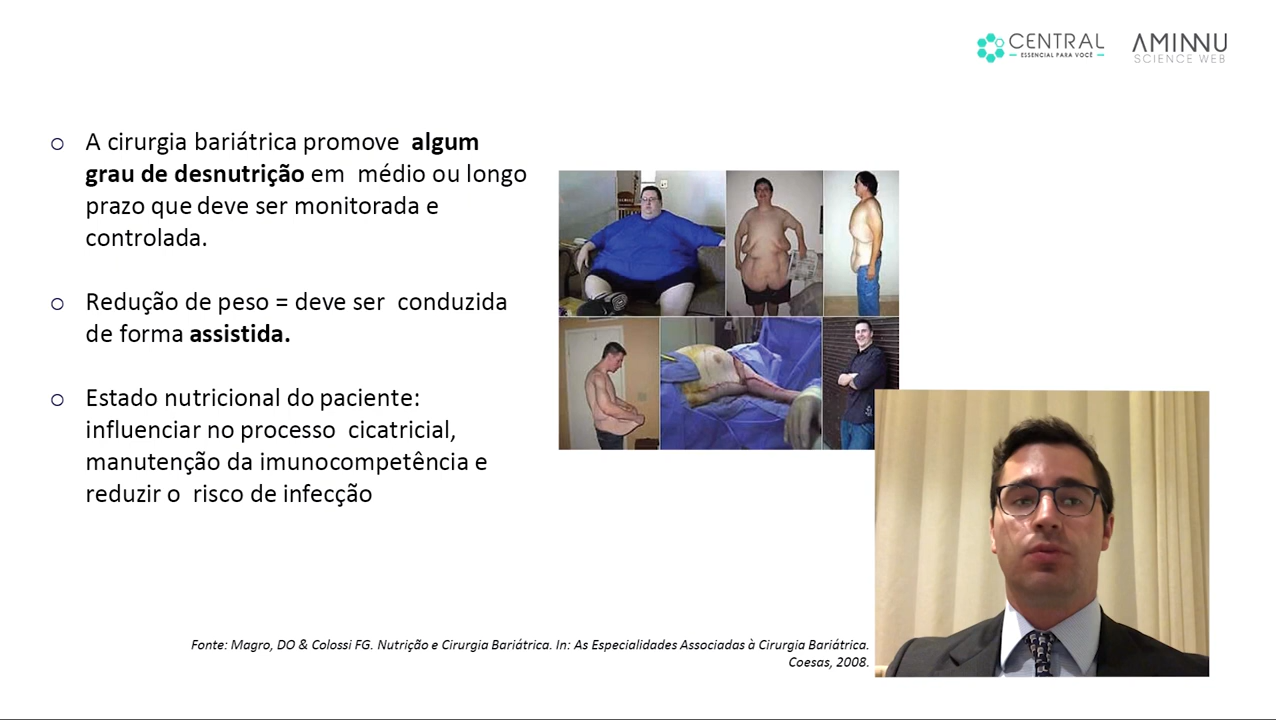 CENTRAL
ESSENCIAL PARA VOCÊ
AMINNU
SCIENCE WEB
A cirurgia bariátrica promove algum
grau de desnutrição em médio ou longo
prazo que deve ser monitorada e
controlada.
Redução de peso = deve ser conduzida
de forma assistida.
Estado nutricional do paciente:
influenciar no processo cicatricial,
manutenção da imunocompetência e
reduzir o risco de infecção
Fonte: Magro, DO & Colossi FG. Nutrição e Cirurgia Bariátrica. In: As Especialidades Associadas à Cirurgia Bariátrica.
Coesas, 2008.